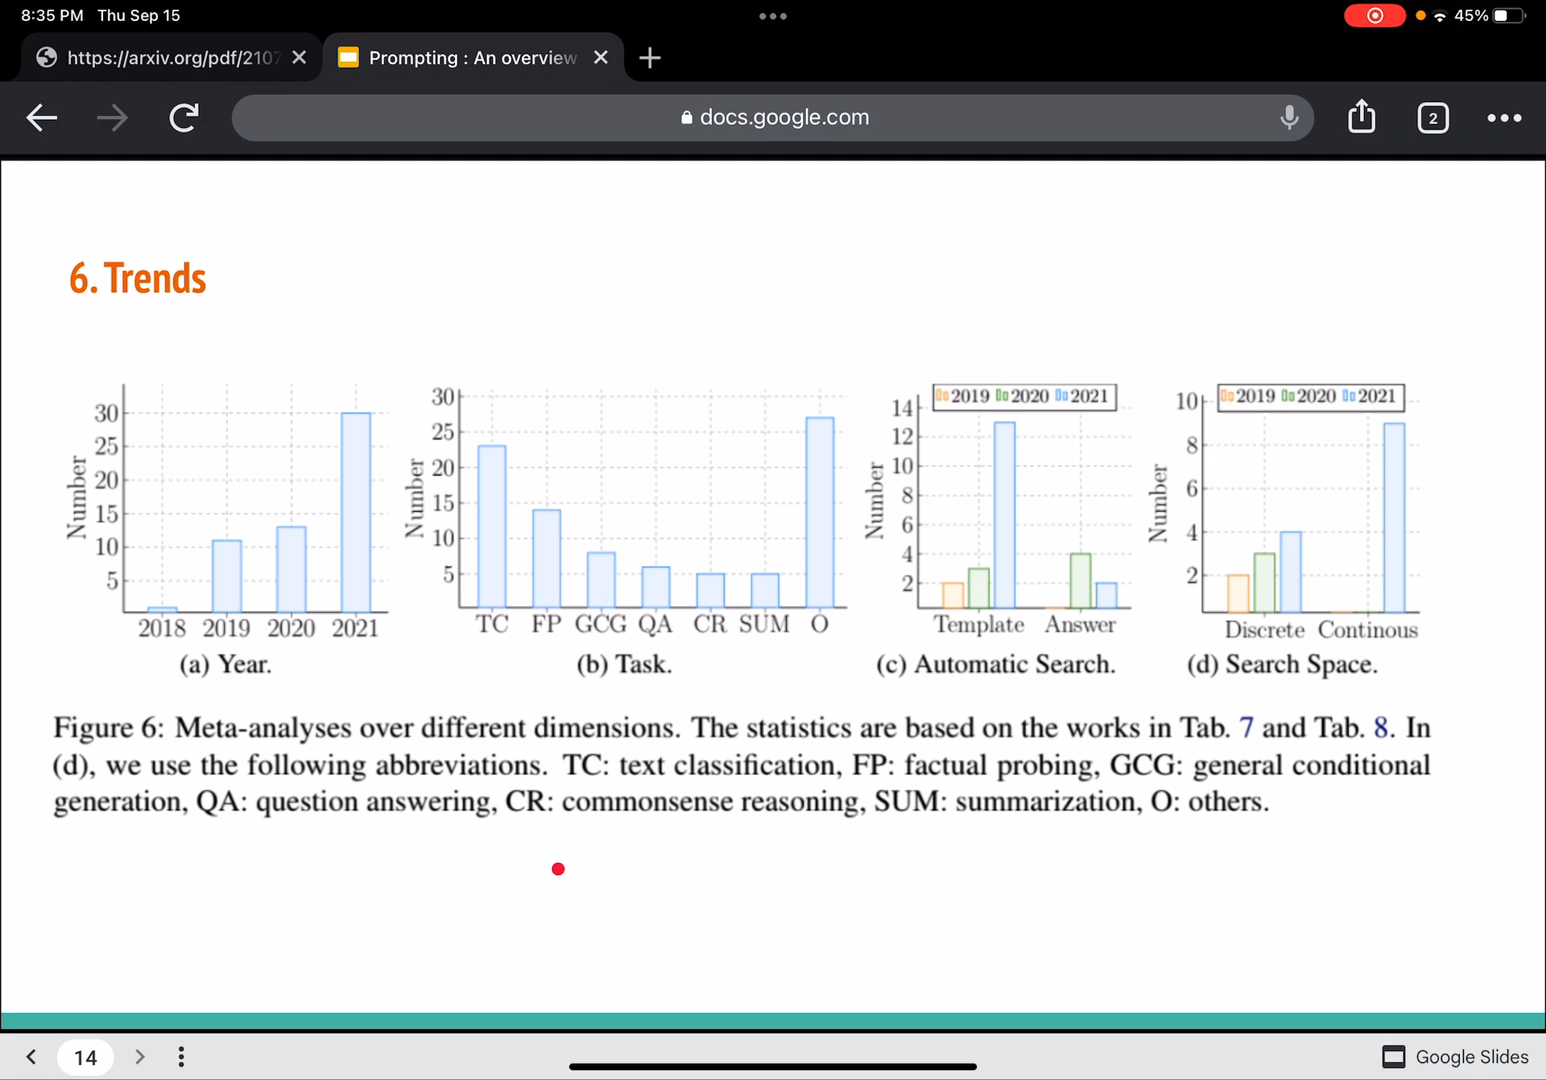 8:35 PM Thu Sep 15
45%
https://arxiv.org/pdf/2107
Prompting : An overview
docs.google.com
2
6. Trends
Number
30
25
20
15
10
5
2018 2019 2020 2021
(a) Year.
Number
30
25
20
15
10
5
TC FP GCG QA CR SUM O
(b) Task.
2019 2020 2021
Number
14
12
10
8
6
4
2
Template Answer
(c) Automatic Search.
2019 2020 2021
Number
10
8
6
4
2
Discrete Continous
(d) Search Space.
Figure 6: Meta-analyses over different dimensions. The statistics are based on the works in Tab. 7 and Tab. 8. In
(d), we use the following abbreviations. TC: text classification, FP: factual probing, GCG: general conditional
generation, QA: question answering, CR: commonsense reasoning, SUM: summarization, O: others.
14
Google Slides